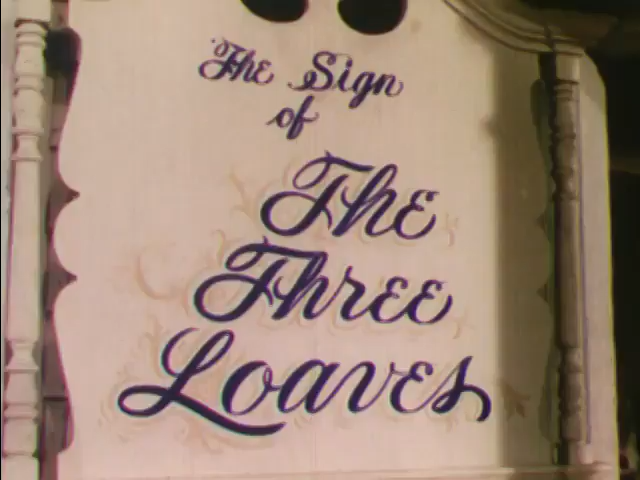 The Sign
of
The
Three
Loaves